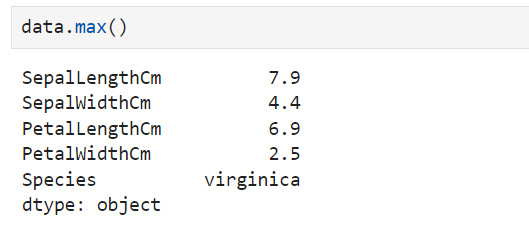 data.max()
SepalLengthCm 7.9
SepalWidthCm 4.4
PetalLengthCm 6.9
PetalWidthCm 2.5
Species virginica
dtype: object